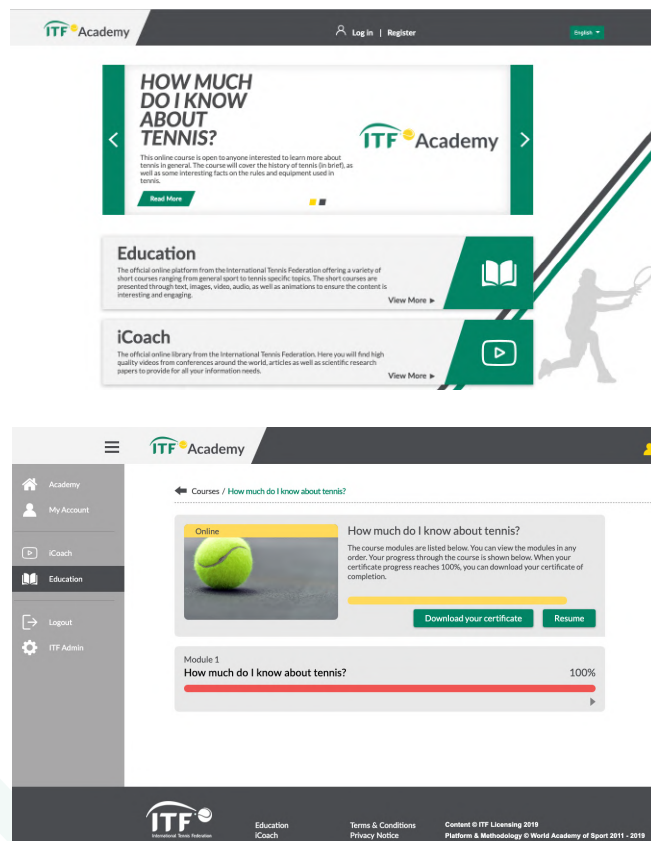 ITF Academy
Log in | Register
English
HOW MUCH
DO I KNOW
ABOUT
TENNIS?
This online course is open to anyone interested to learn more about
tennis in general. The course will cover the history of tennis (in brief), as
well as some interesting facts on the rules and equipment used in
tennis.
Read More
ITF Academy
Education
The official online platform from the International Tennis Federation offering a variety of
short courses ranging from general sport to tennis specific topics. The short courses are
presented through text, images, video, audio, as well as animations to ensure the content is
interesting and engaging.
View More
iCoach
The official online library from the International Tennis Federation. Here you will find high
quality videos from conferences around the world, articles as well as scientific research
papers to provide for all your information needs.
View More
ITF Academy
Academy
My Account
iCoach
Education
Logout
ITF Admin
Courses / How much do I know about tennis?
Online
How much do I know about tennis?
The course modules are listed below. You can view the modules in any
order. Your progress through the course is shown below. When your
certificate progress reaches 100%, you can download your certificate of
completion.
Download your certificate
Resume
Module 1
How much do I know about tennis?
100%
ITF
International Tennis Federation
Education
iCoach
Terms & Conditions
Privacy Notice
Content © ITF Licensing 2019
Platform & Methodology © World Academy of Sport 2011 - 2019